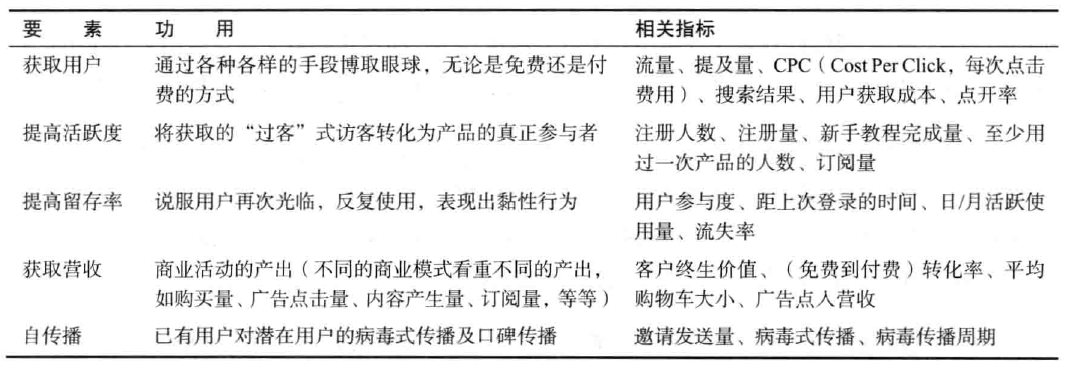 要 素 功 用 相关指标
获取用户 通过各种各样的手段博取眼球，无论是免费还是付 流量、提及量、CPC（Cost Per Click，每次点击
费的方式 费用）、搜索结果、用户获取成本、点开率
提高活跃度 将获取的“过客”式访客转化为产品的真正参与者 注册人数、注册量、新手教程完成量、至少用
过一次产品的人数、订阅量
提高留存率 说服用户再次光临，反复使用，表现出黏性行为 用户参与度、距上次登录的时间、日/月活跃使
用量、流失率
获取营收 商业活动的产出（不同的商业模式看重不同的产出， 客户终生价值、（免费到付费）转化率、平均
如购买量、广告点击量、内容产生量、订阅量，等等） 购物车大小、广告点入营收
自传播 已有用户对潜在用户的病毒式传播及口碑传播 邀请发送量、病毒式传播、病毒传播周期